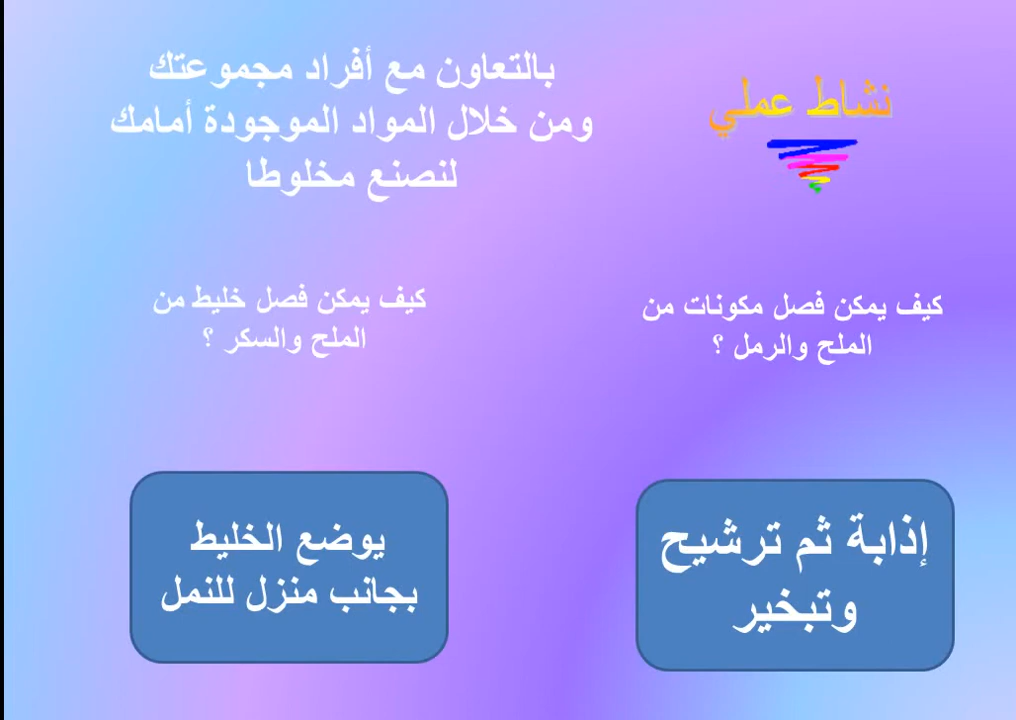 نشاط عملي
بالتعاون مع أفراد مجموعتك
ومن خلال المواد الموجودة أمامك
لنصنع مخلوطا
كيف يمكن فصل مكونات من
الملح والرمل ؟
كيف يمكن فصل خليط من
الملح والسكر ؟
إذابة ثم ترشيح
وتبخير
يوضع الخليط
بجانب منزل للنمل